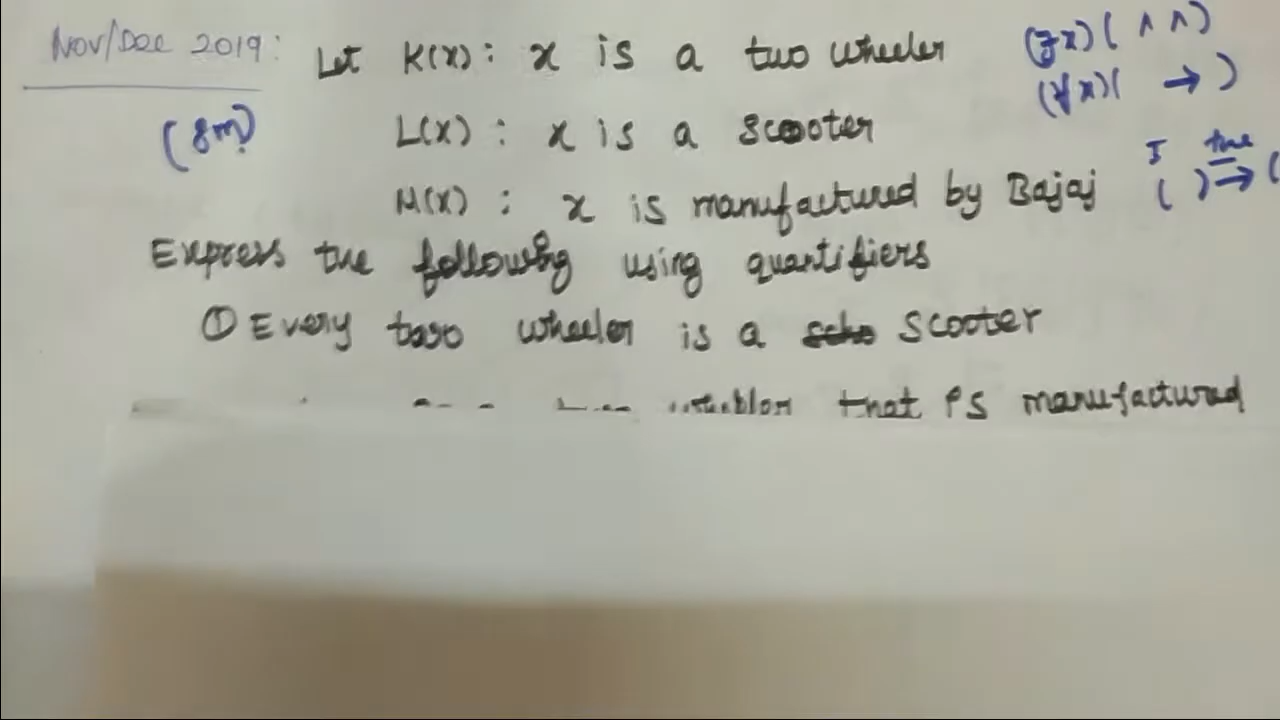 Nov/Dec 2019: Let K(x): x is a two wheeler (∃x)( ∧ ∧)
(8m) L(x) : x is a scooter (∀x)( → )
M(x) : x is manufactured by Bajaj ( ) → (
Express the following using quantifiers
① Every two wheeler is a scooter
that is manufactured